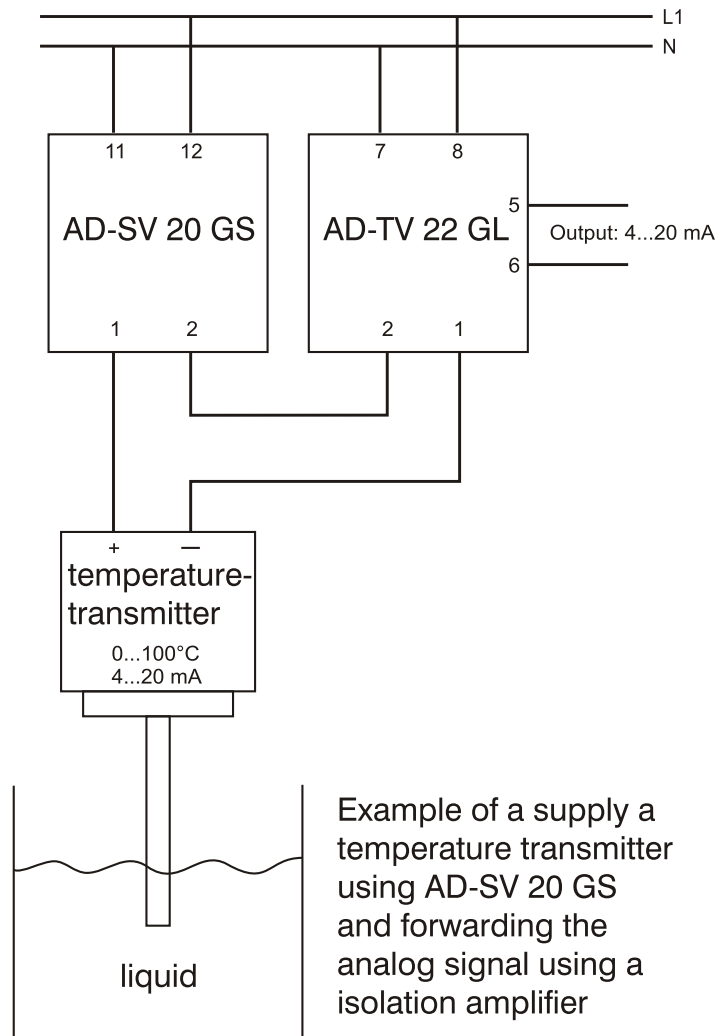 L1
N
11 12
7 8
AD-SV 20 GS
AD-TV 22 GL
5
Output: 4...20 mA
6
1 2
2 1
+ —
temperature-
transmitter
0...100°C
4...20 mA
liquid
Example of a supply a
temperature transmitter
using AD-SV 20 GS
and forwarding the
analog signal using a
isolation amplifier